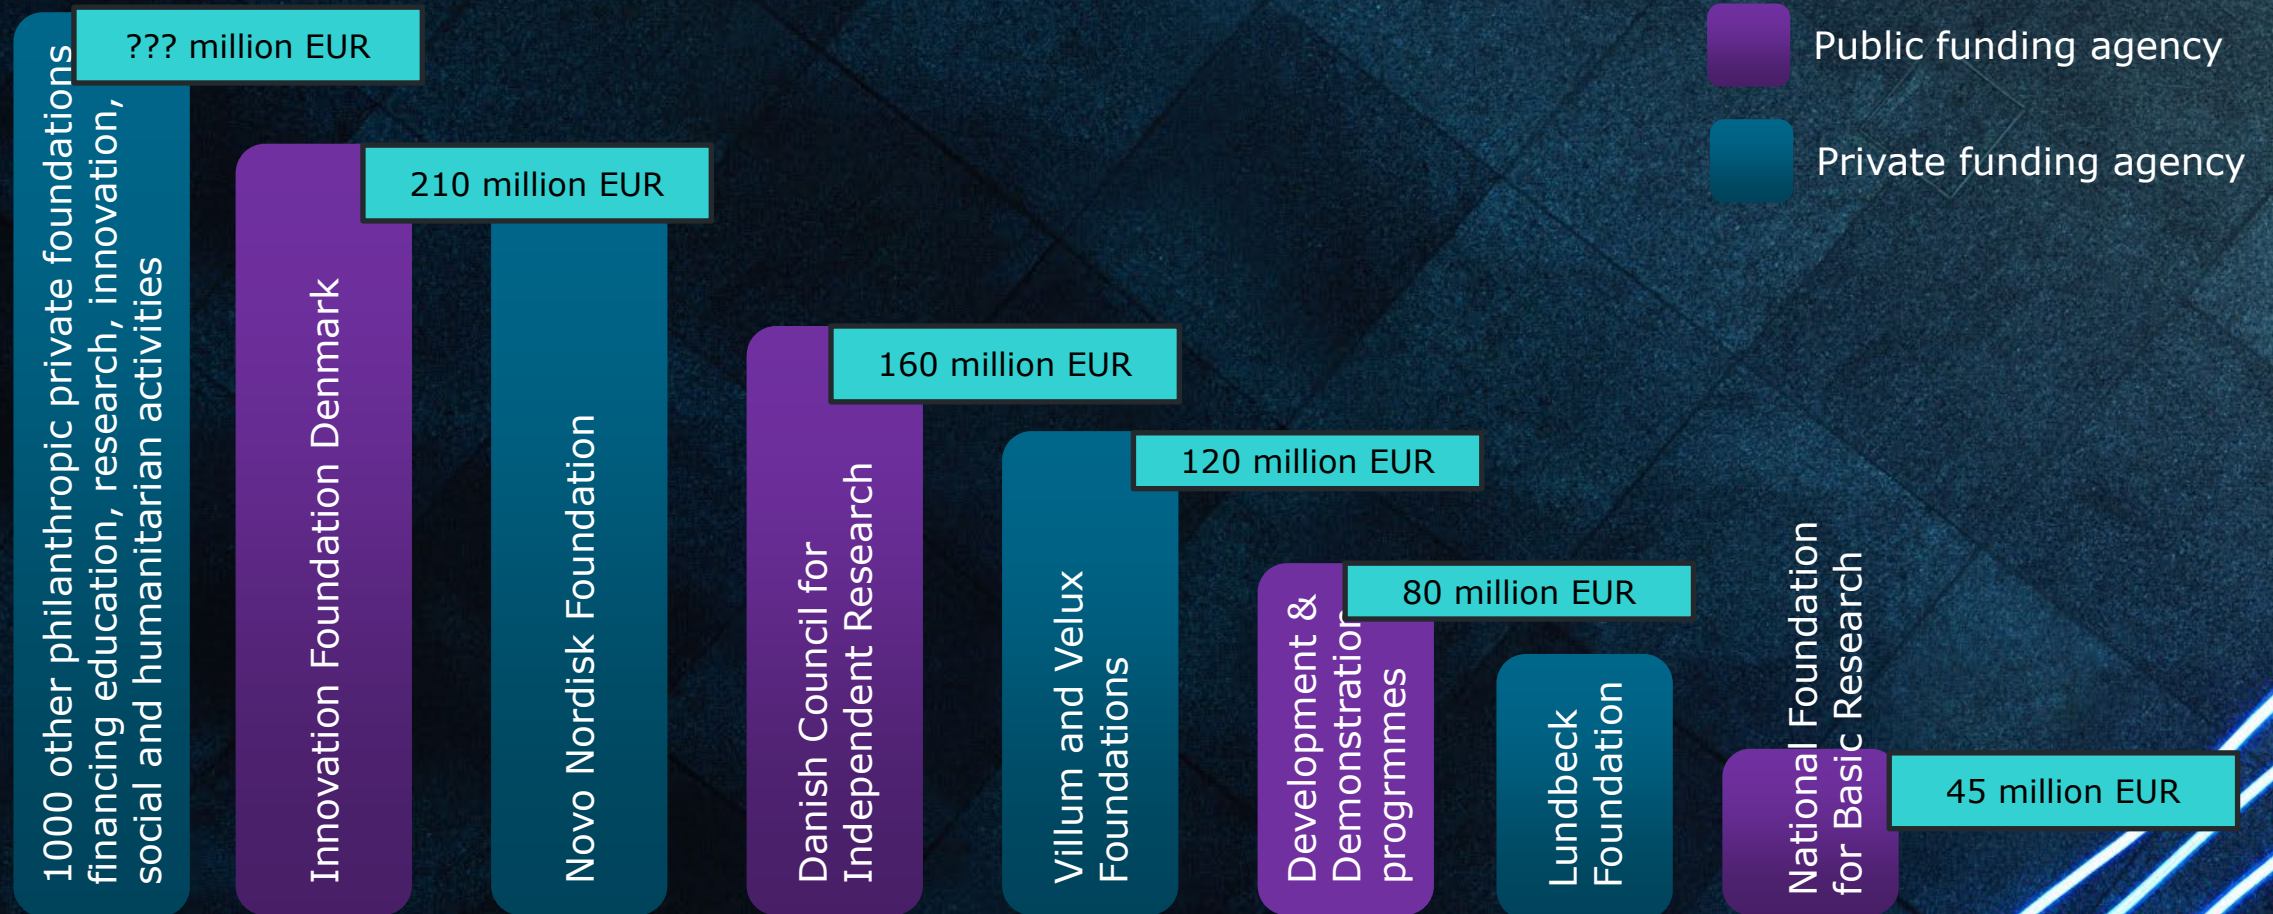 ??? million EUR
1000 other philanthropic private foundations
financing education, research, innovation,
social and humanitarian activities
210 million EUR
Innovation Foundation Denmark
Novo Nordisk Foundation
160 million EUR
Danish Council for
Independent Research
120 million EUR
Villum and Velux
Foundations
80 million EUR
Development &
Demonstration
progrmmes
Lundbeck
Foundation
National Foundation
for Basic Research
45 million EUR
Public funding agency
Private funding agency